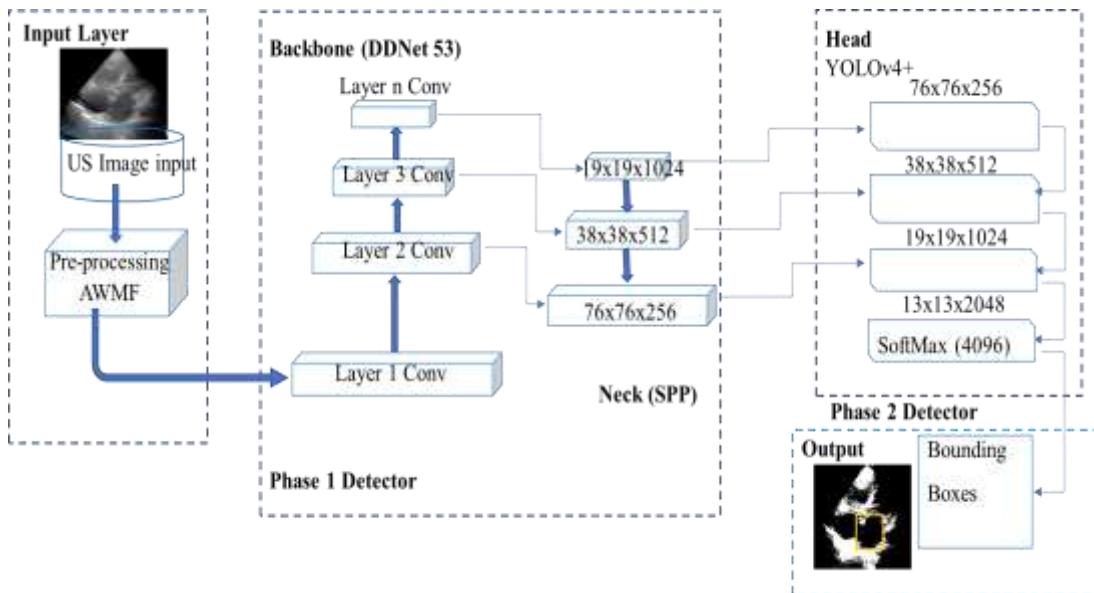 Input Layer
US Image input
Pre-processing
AWMF
Backbone (DDNet 53)
Layer n Conv
Layer 3 Conv
Layer 2 Conv
Layer 1 Conv
19x19x1024
38x38x512
76x76x256
Neck (SPP)
Phase 1 Detector
Head
YOLOv4+
76x76x256
38x38x512
19x19x1024
13x13x2048
SoftMax (4096)
Phase 2 Detector
Output
Bounding
Boxes